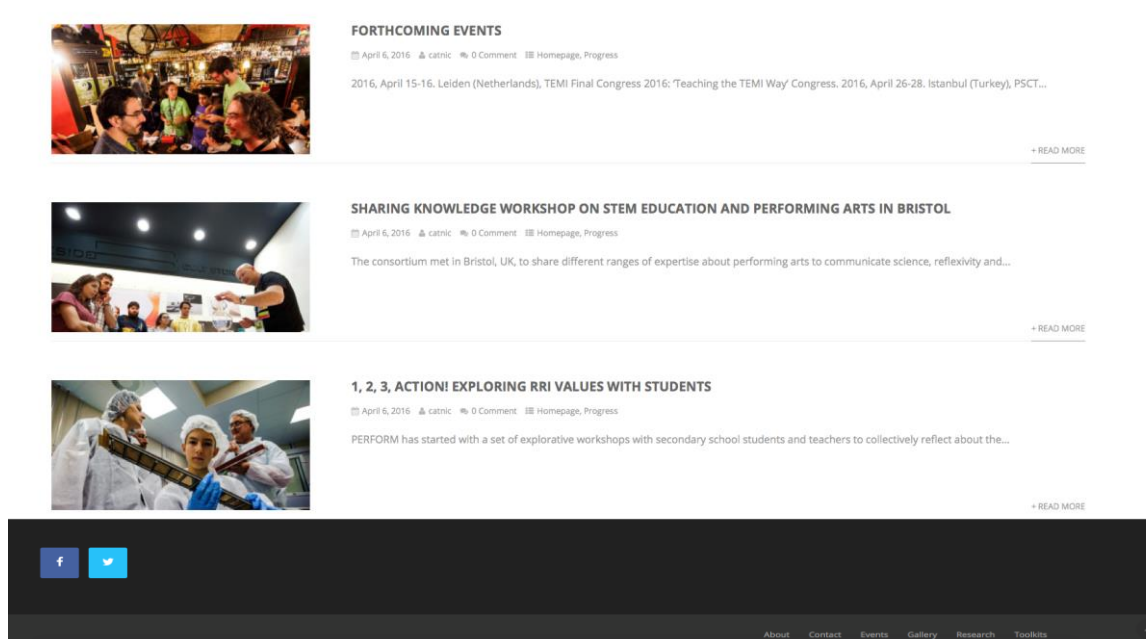 FORTHCOMING EVENTS
April 6, 2016 catnic 0 Comment Homepage, Progress
2016, April 15-16. Leiden (Netherlands), TEMI Final Congress 2016: 'Teaching the TEMI Way' Congress. 2016, April 26-28. Istanbul (Turkey), PSCT...
+ READ MORE
SHARING KNOWLEDGE WORKSHOP ON STEM EDUCATION AND PERFORMING ARTS IN BRISTOL
April 6, 2016 catnic 0 Comment Homepage, Progress
The consortium met in Bristol, UK, to share different ranges of expertise about performing arts to communicate science, reflexivity and...
+ READ MORE
1, 2, 3, ACTION! EXPLORING RRI VALUES WITH STUDENTS
April 6, 2016 catnic 0 Comment Homepage, Progress
PERFORM has started with a set of explorative workshops with secondary school students and teachers to collectively reflect about the...
+ READ MORE
About Contact Events Gallery Research Toolkits